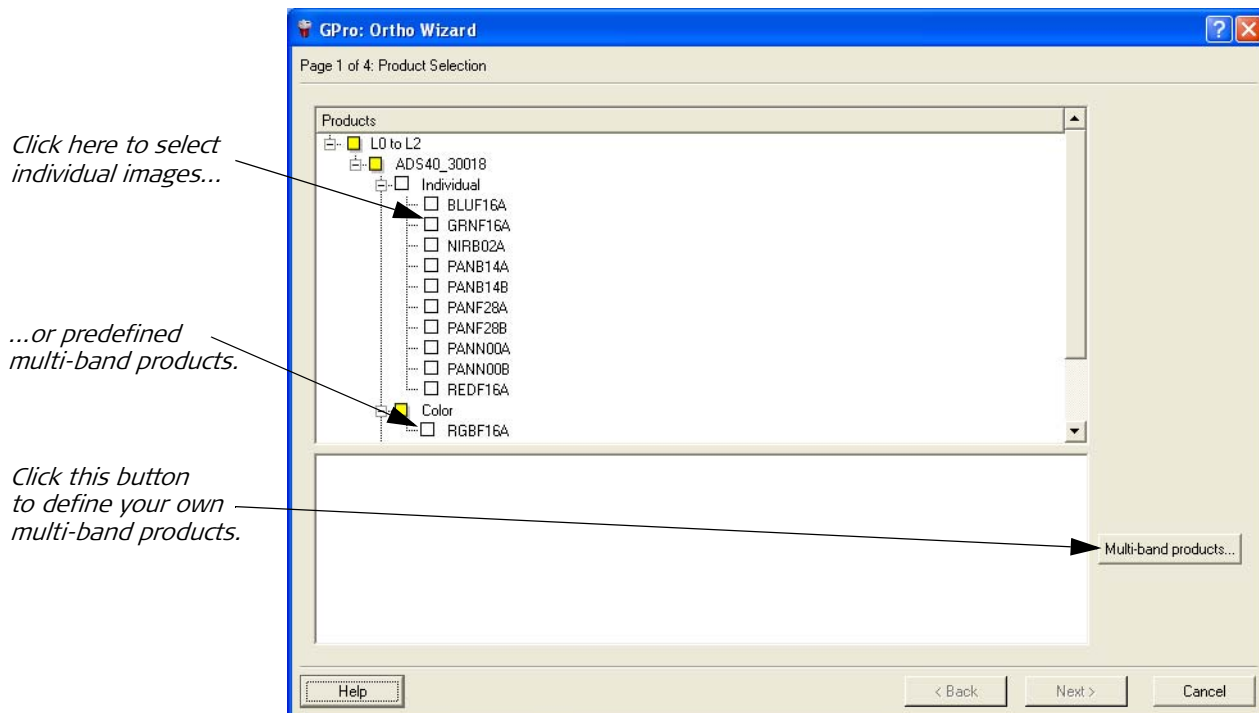 GPro: Ortho Wizard
Page 1 of 4: Product Selection
Products
L0 to L2
ADS40_30018
Individual
BLUF16A
GRNF16A
NIRB02A
PANB14A
PANB14B
PANF28A
PANF28B
PANN00A
PANN00B
REDF16A
Color
RGBF16A
Click here to select
individual images...
...or predefined
multi-band products.
Click this button
to define your own
multi-band products.
Multi-band products...
Help
< Back
Next >
Cancel